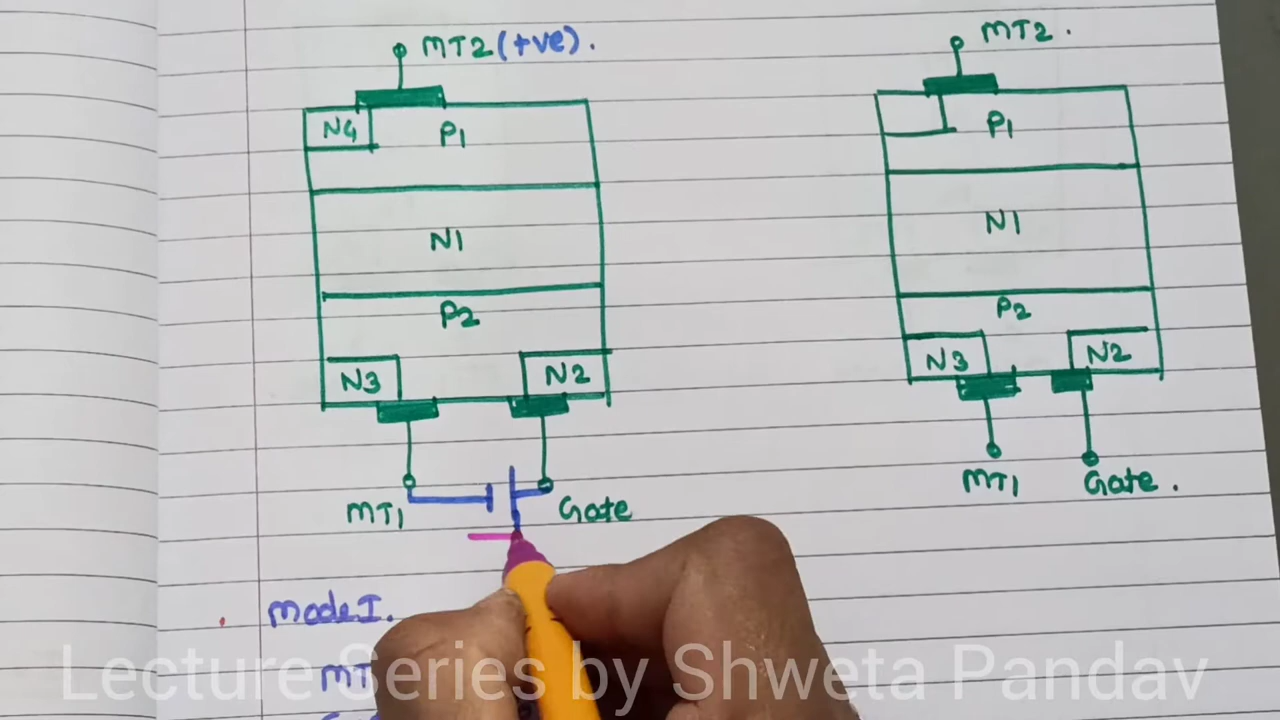 MT2 (+ve).
N4
P1
N1
P2
N3
N2
MT1
Gate
MT2.
P1
N1
P2
N3
N2
MT1
Gate.
Mode I.
MT
Lecture Series by Shweta Pandav